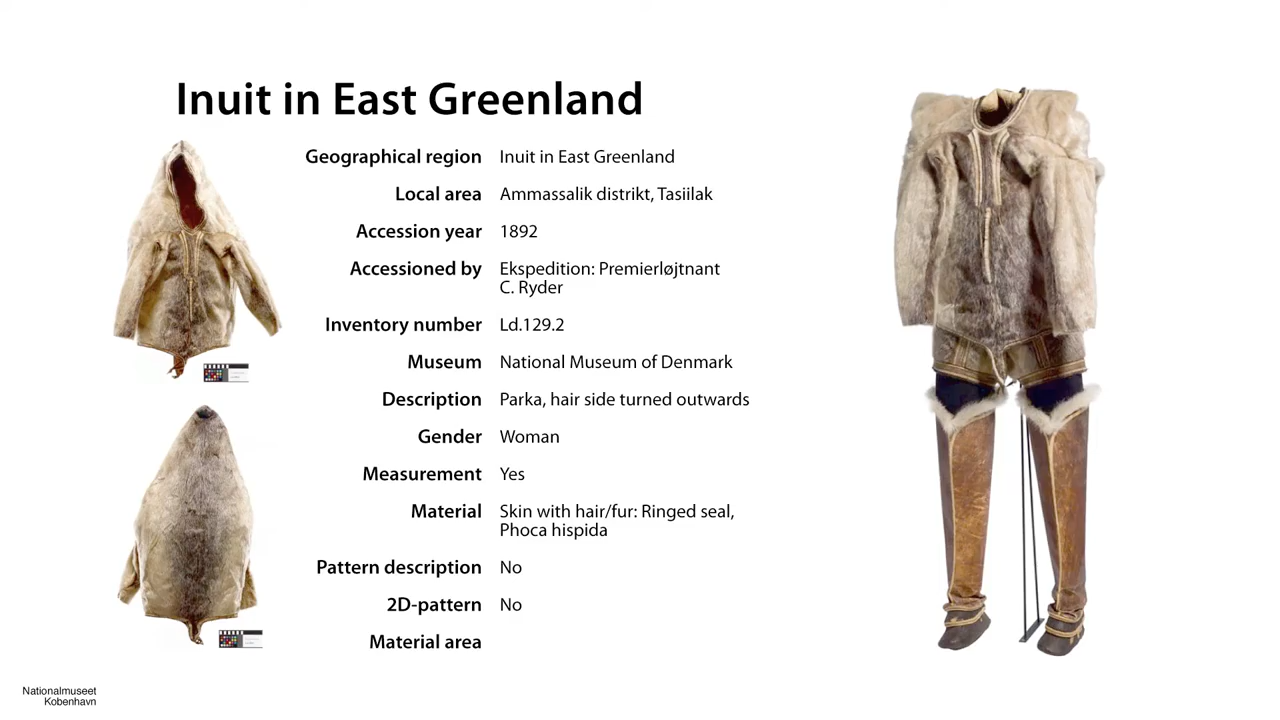 Inuit in East Greenland
Geographical region Inuit in East Greenland
Local area Ammassalik distrikt, Tasiilak
Accession year 1892
Accessioned by Ekspedition: Premierløjtnant
C. Ryder
Inventory number Ld.129.2
Museum National Museum of Denmark
Description Parka, hair side turned outwards
Gender Woman
Measurement Yes
Material Skin with hair/fur: Ringed seal,
Phoca hispida
Pattern description No
2D-pattern No
Material area
Nationalmuseet
Kobenhavn